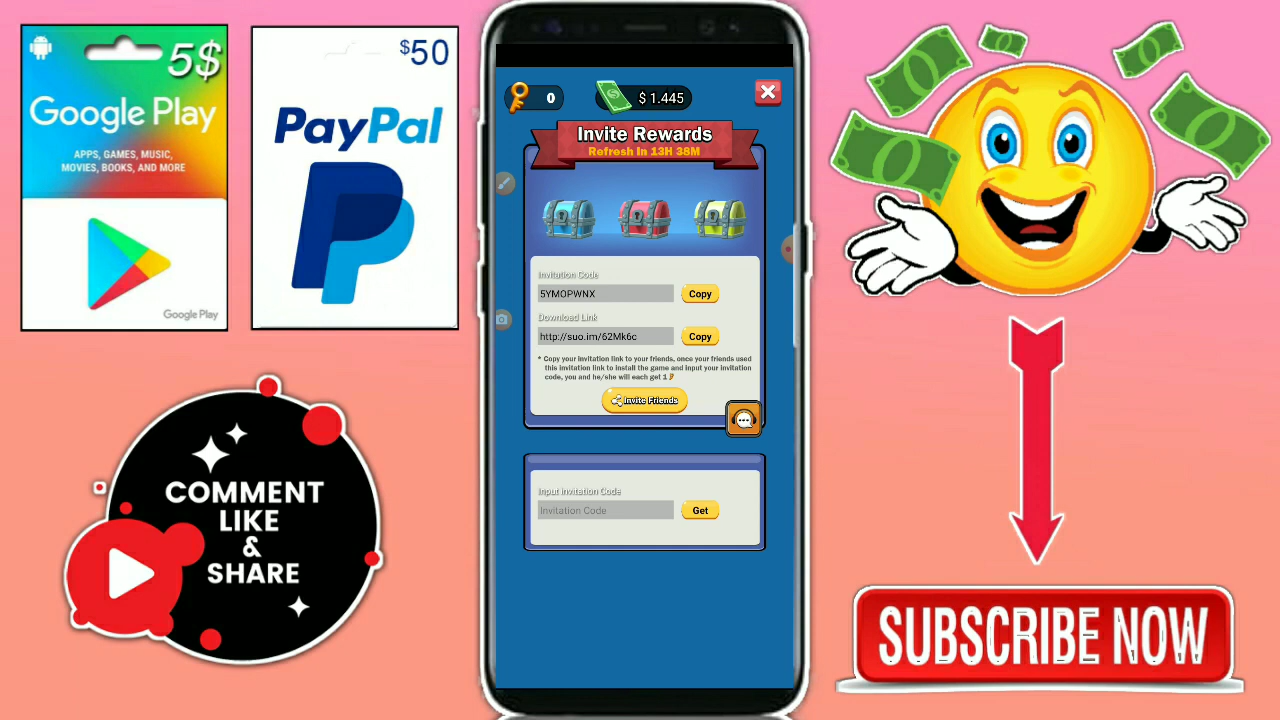 5$
Google Play
APPS, GAMES, MUSIC,
MOVIES, BOOKS, AND MORE
Google Play
$50
PayPal
0
$ 1.445
Invite Rewards
Refresh In 13H 38M
Invitation Code
5YMOPWNX
Copy
Download Link
http://suo.im/62Mk6c
Copy
* Copy your invitation link to your friends, once your friends used
this invitation link to install the game and input your invitation
code, you and he/she will each get 1
Invite Friends
Input invitation Code
Invitation Code
Get
COMMENT
LIKE
&
SHARE
SUBSCRIBE NOW